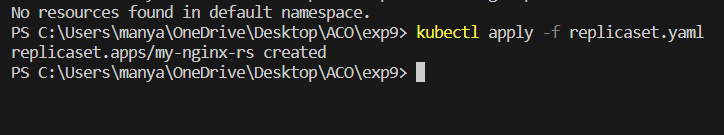 No resources found in default namespace.
PS C:\Users\manya\OneDrive\Desktop\ACO\exp9> kubectl apply -f replicaset.yaml
replicaset.apps/my-nginx-rs created
PS C:\Users\manya\OneDrive\Desktop\ACO\exp9>